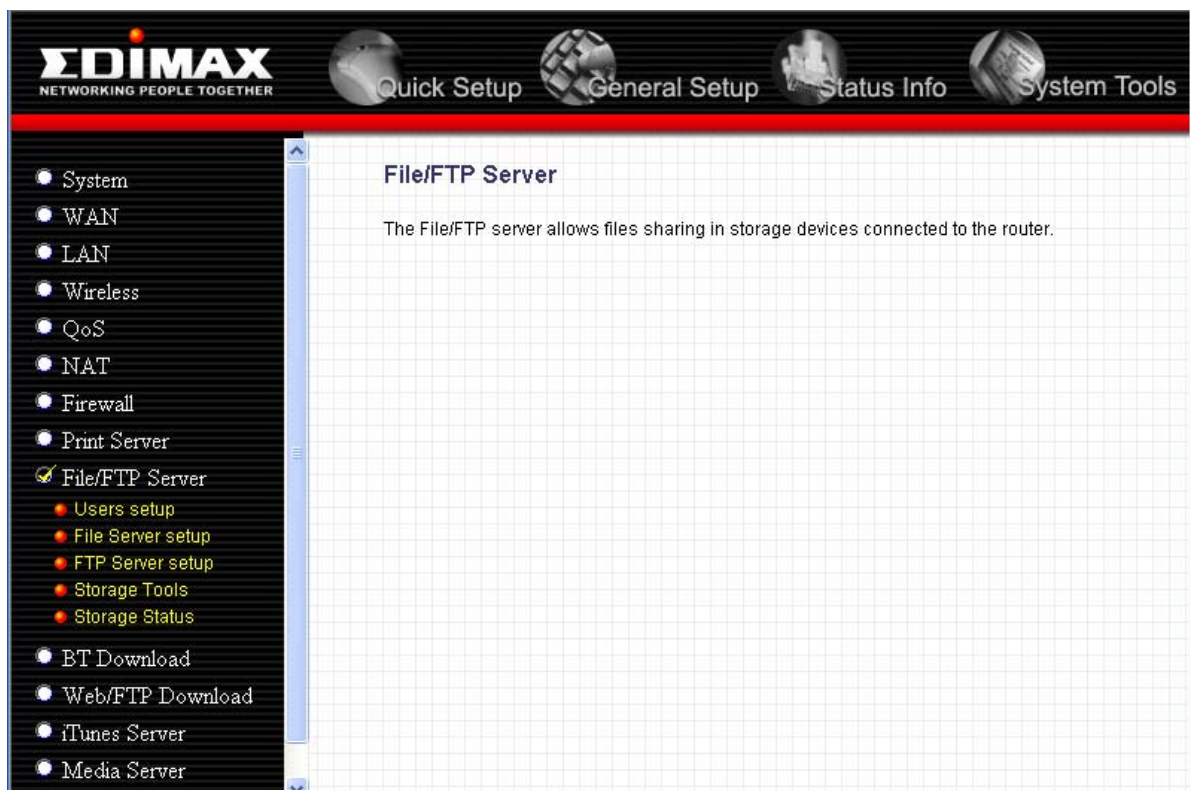 EDIMAX
NETWORKING PEOPLE TOGETHER
Quick Setup
General Setup
Status Info
System Tools
System
WAN
LAN
Wireless
QoS
NAT
Firewall
Print Server
File/FTP Server
Users setup
File Server setup
FTP Server setup
Storage Tools
Storage Status
BT Download
Web/FTP Download
iTunes Server
Media Server
File/FTP Server
The File/FTP server allows files sharing in storage devices connected to the router.